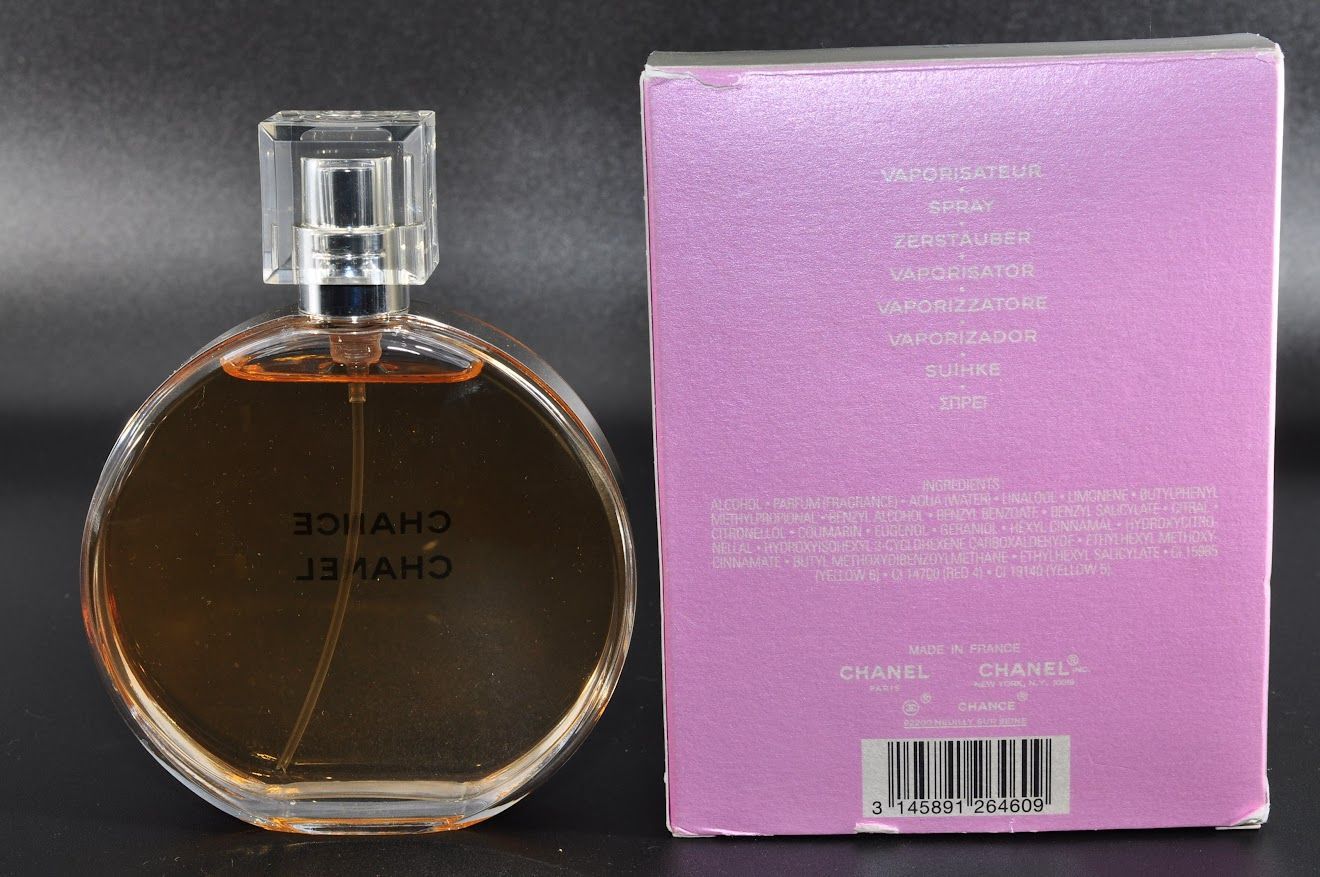 CHANCE
CHANEL
VAPORISATEUR
SPRAY
ZERSTÄUBER
VAPORISATOR
VAPORIZZATORE
VAPORIZADOR
SUIHKE
ΣΠΡΕΪ
INGREDIENTS :
ALCOHOL • PARFUM (FRAGRANCE) • AQUA (WATER) • LINALOOL • LIMONENE • BUTYLPHENYL
METHYLPROPIONAL • BENZYL ALCOHOL • BENZYL BENZOATE • BENZYL SALICYLATE • CITRAL •
CITRONELLOL • COUMARIN • EUGENOL • GERANIOL • HEXYL CINNAMAL • HYDROXYCITRO-
NELLAL • HYDROXYISOHEXYL 3-CYCLOHEXENE CARBOXALDEHYDE • ETHYLHEXYL METHOXY-
CINNAMATE • BUTYL METHOXYDIBENZOYLMETHANE • ETHYLHEXYL SALICYLATE • CI 15985
(YELLOW 6) • CI 14700 (RED 4) • CI 19140 (YELLOW 5).
MADE IN FRANCE
CHANEL CHANEL® INC.
PARIS NEW YORK, N.Y. 10019
® CHANCE®
92200 NEUILLY SUR SEINE
3 145891 264609